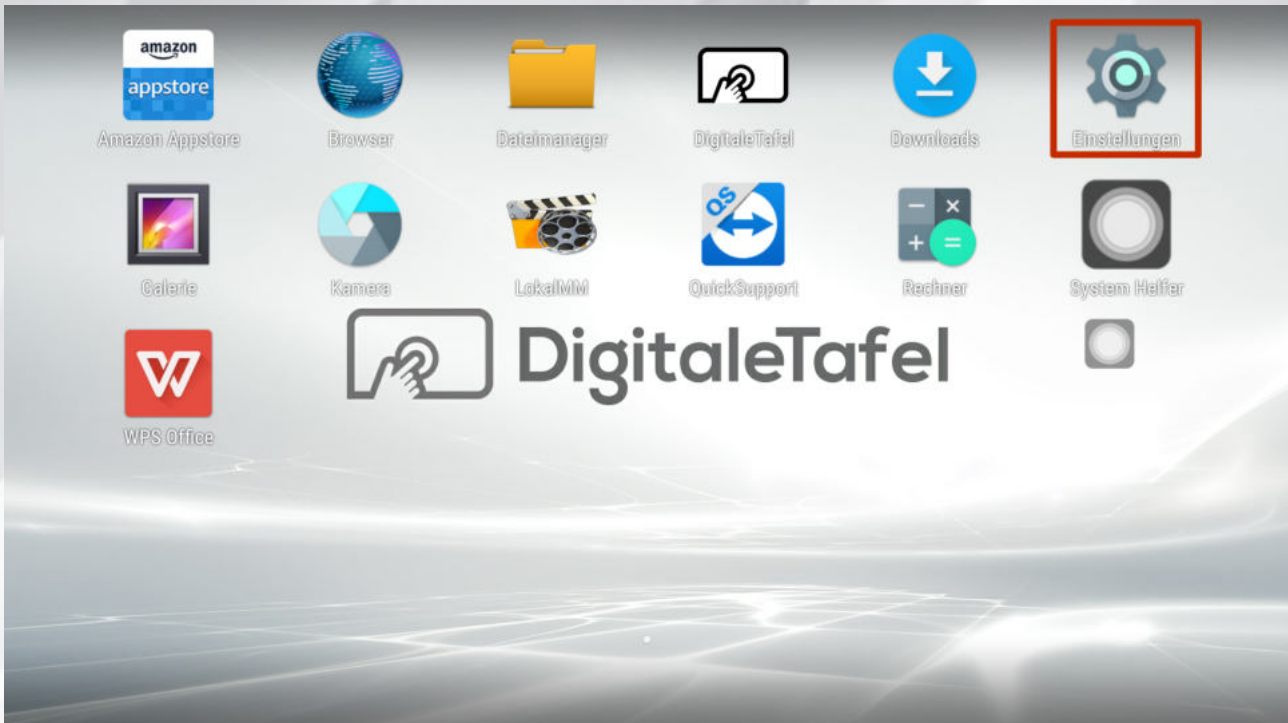 amazon
appstore
Amazon Appstore
Browser
Dateimanager
DigitaleTafel
Downloads
Einstellungen
QS
Galerie
Kamera
LokalMM
QuickSupport
Rechner
System Helfer
DigitaleTafel
WPS Office